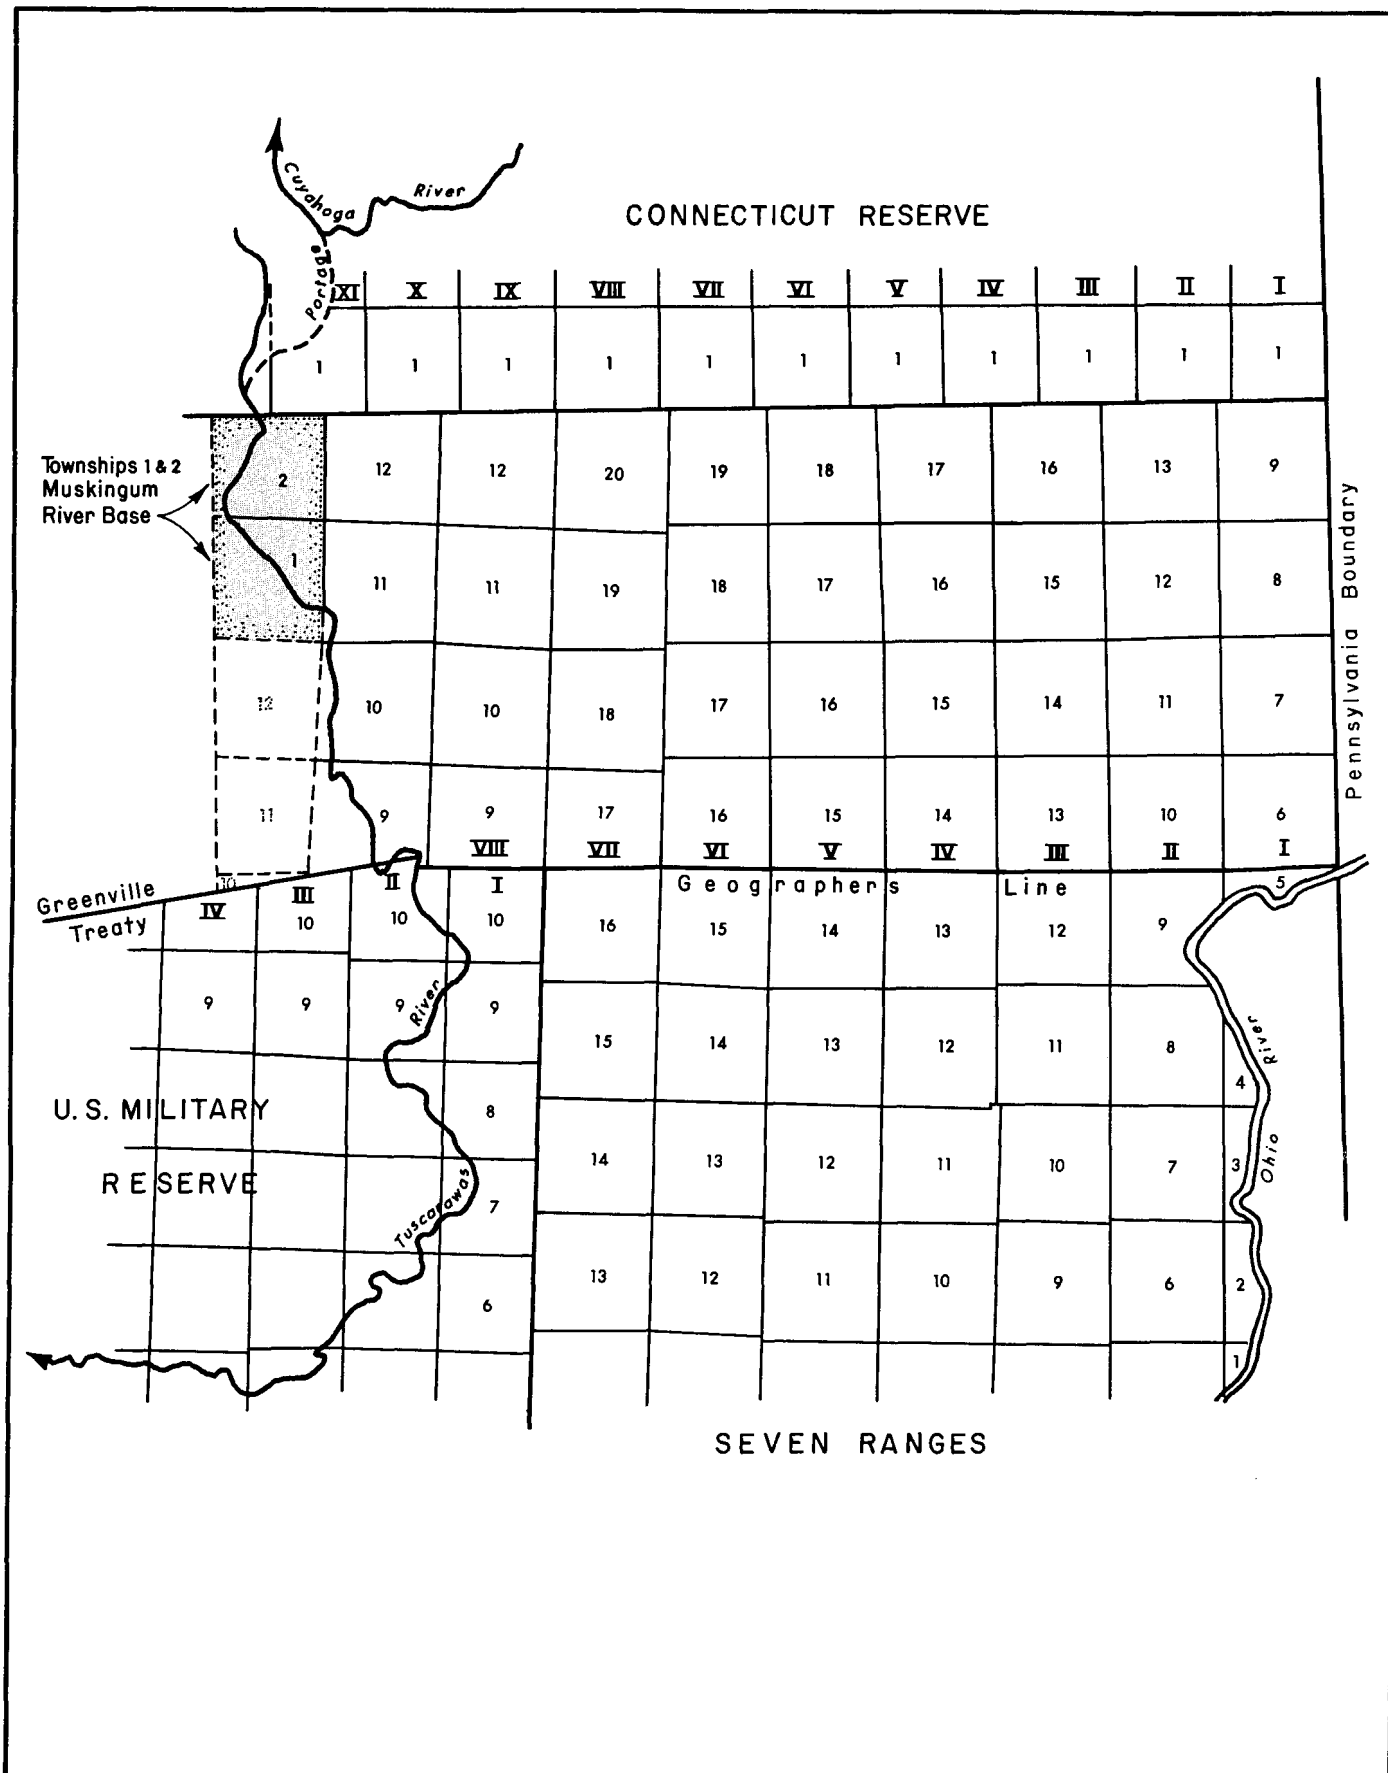 Cuyahoga River
CONNECTICUT RESERVE
Portage
XI X IX VIII VII VI V IV III II I
1 1 1 1 1 1 1 1 1 1 1
Townships 1 & 2
Muskingum
River Base
2 12 12 20 19 18 17 16 13 9
1 11 11 19 18 17 16 15 12 8
Pennsylvania Boundary
12 10 10 18 17 16 15 14 11 7
11 9 9 17 16 15 14 13 10 6
VIII VII VI V IV III II I
Geographers Line
Greenville
Treaty
10 IV III II I
10 10 10 16 15 14 13 12 9 5
9 9 9 9 15 14 13 12 11 8 4
River
River
U.S. MILITARY
RESERVE
8 14 13 12 11 10 7 3
Ohio
Tuscarawas
7 13 12 11 10 9 6 2
6 1
SEVEN RANGES